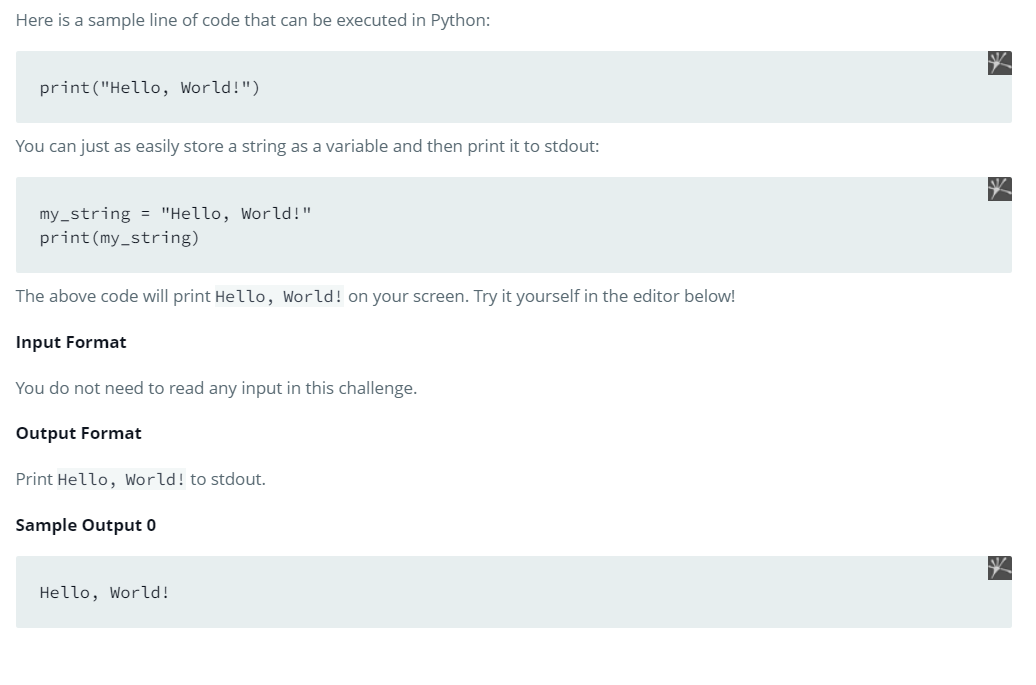 Here is a sample line of code that can be executed in Python:
print("Hello, World!")
You can just as easily store a string as a variable and then print it to stdout:
my_string = "Hello, World!"
print(my_string)
The above code will print Hello, World! on your screen. Try it yourself in the editor below!
Input Format
You do not need to read any input in this challenge.
Output Format
Print Hello, World! to stdout.
Sample Output 0
Hello, World!